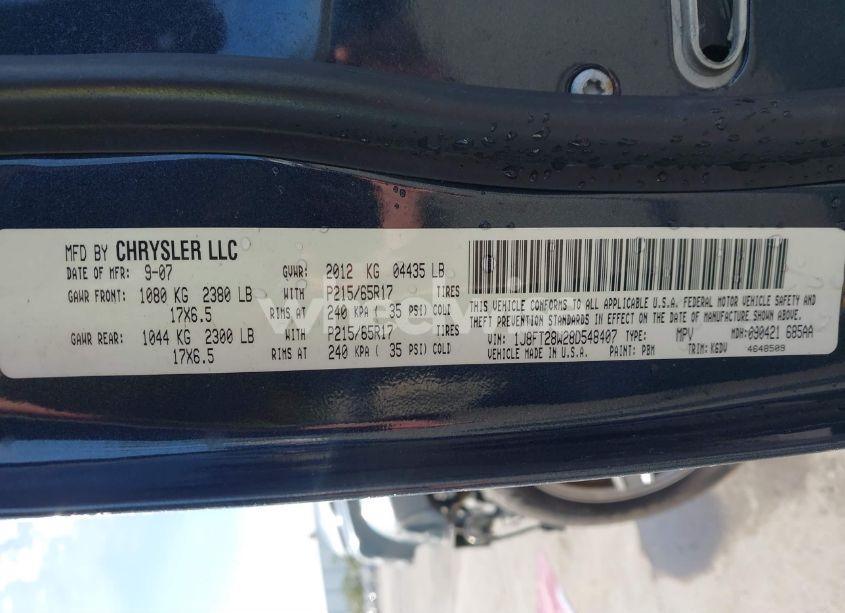 MFD BY CHRYSLER LLC
DATE OF MFR: 9-07 GVWR: 2012 KG 04435 LB
GAWR FRONT: 1080 KG 2380 LB WITH P215/65R17 TIRES
17X6.5 RIMS AT 240 KPA ( 35 PSI) COLD
GAWR REAR: 1044 KG 2300 LB WITH P215/65R17 TIRES
17X6.5 RIMS AT 240 KPA ( 35 PSI) COLD
THIS VEHICLE CONFORMS TO ALL APPLICABLE U.S.A. FEDERAL MOTOR VEHICLE SAFETY AND
THEFT PREVENTION STANDARDS IN EFFECT ON THE DATE OF MANUFACTURE SHOWN ABOVE.
VIN: 1J8FT28W28D548407 TYPE: MPV MDH:090421 685AA
MADE IN U.S.A. PAINT: PBM TRIM: K6DV 4648509